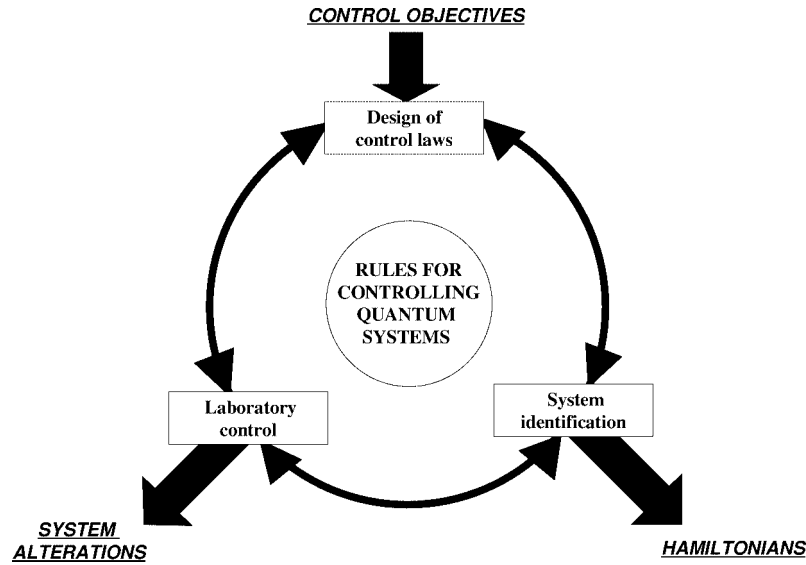 CONTROL OBJECTIVES
Design of
control laws
RULES FOR
CONTROLLING
QUANTUM
SYSTEMS
Laboratory
control
System
identification
SYSTEM
ALTERATIONS
HAMILTONIANS